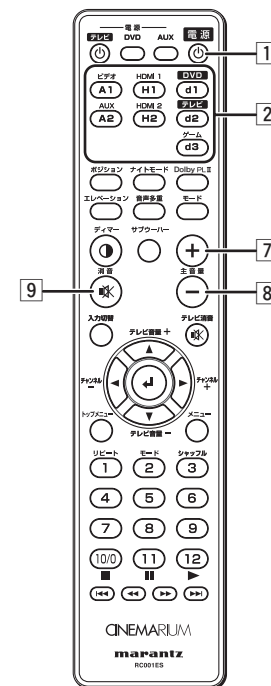 電源
テレビ DVD AUX 電源
1
ビデオ HDMI 1 DVD
A1 H1 d1
2
AUX HDMI 2 テレビ
A2 H2 d2
ゲーム
d3
ポジション ナイトモード Dolby PLⅡ
エレベーション 音声多重 モード
ディマー サブウーハー
+ 7
消音 主音量
9 − 8
入力切替 テレビ音量 + テレビ消音
チャンネル − チャンネル +
トップメニュー テレビ音量 − メニュー
リピート モード シャッフル
1 2 3
4 5 6
7 8 9
10/0 11 12
CINEMARIUM
marantz
RC001ES